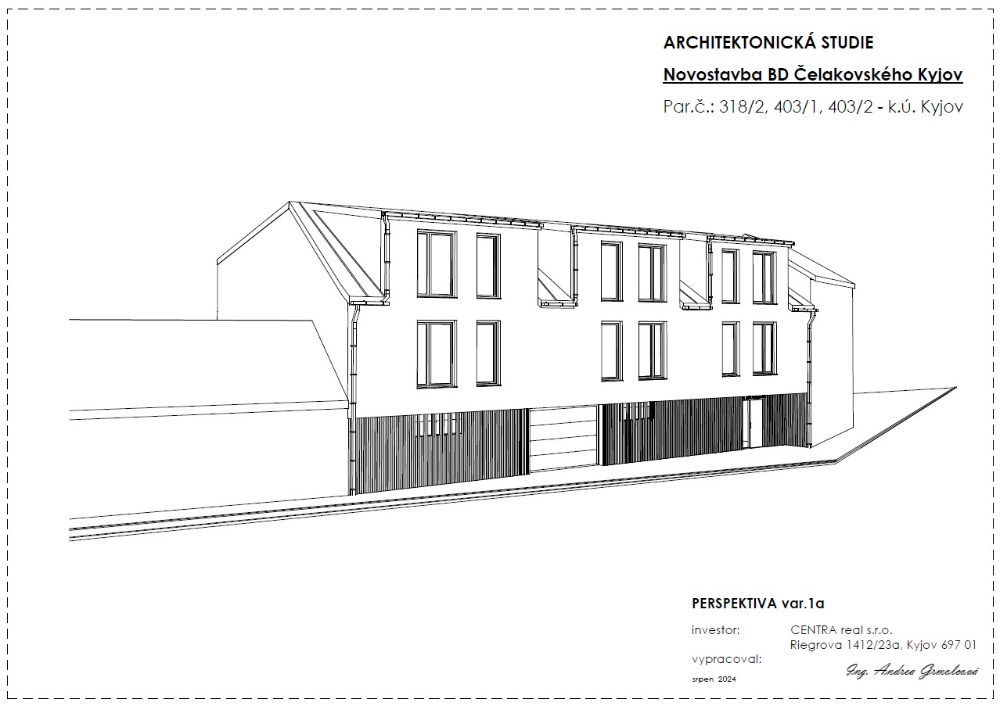 ARCHITEKTONICKÁ STUDIE
Novostavba BD Čelakovského Kyjov
Par.č.: 318/2, 403/1, 403/2 - k.ú. Kyjov
PERSPEKTIVA var.1a
investor: CENTRA real s.r.o.
Riegrova 1412/23a, Kyjov 697 01
vypracoval:
Ing. Andrea Grmolcová
srpen 2024